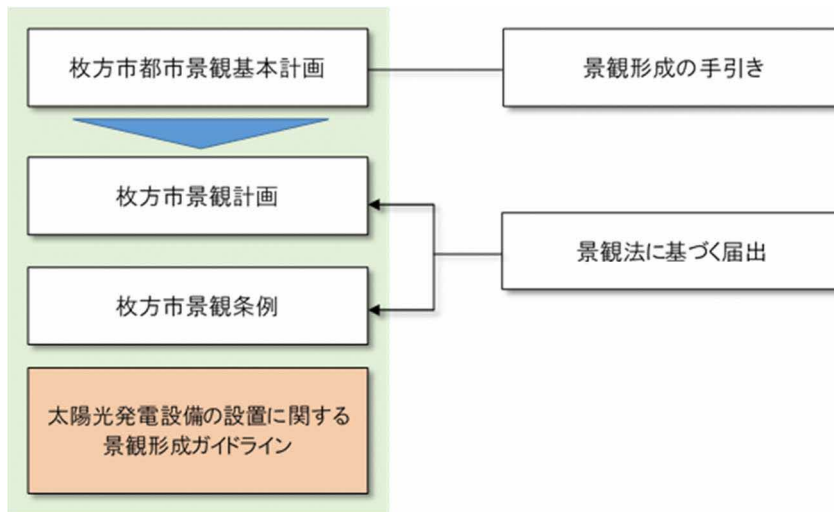 枚方市都市景観基本計画
景観形成の手引き
枚方市景観計画
景観法に基づく届出
枚方市景観条例
太陽光発電設備の設置に関する
景観形成ガイドライン